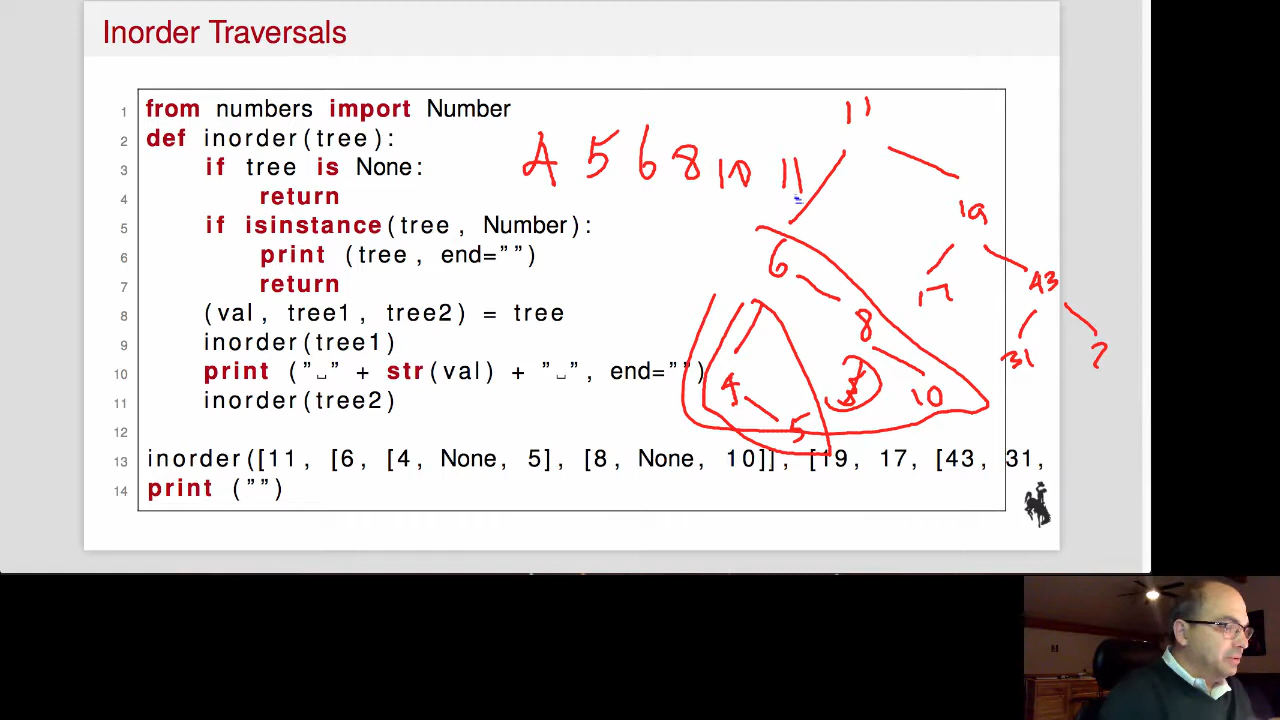 Inorder Traversals
1 from numbers import Number
2 def inorder(tree):
3 if tree is None:
4 return
5 if isinstance(tree, Number):
6 print (tree, end="")
7 return
8 (val, tree1, tree2) = tree
9 inorder(tree1)
10 print ("␣" + str(val) + "␣", end="")
11 inorder(tree2)
12
13 inorder([11, [6, [4, None, 5], [8, None, 10]], [19, 17, [43, 31,
14 print ("")
4 5 6 8 10 11
11
19
6
17 43
8
31 ?
4
10
5